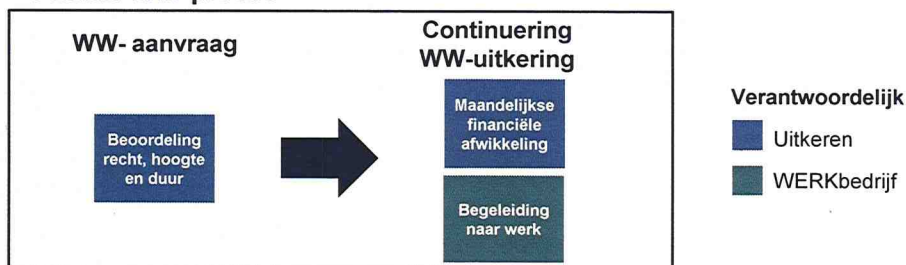 WW- aanvraag
Beoordeling
recht, hoogte
en duur
Continuering
WW-uitkering
Maandelijkse
financiële
afwikkeling
Begeleiding
naar werk
Verantwoordelijk
Uitkeren
WERKbedrijf